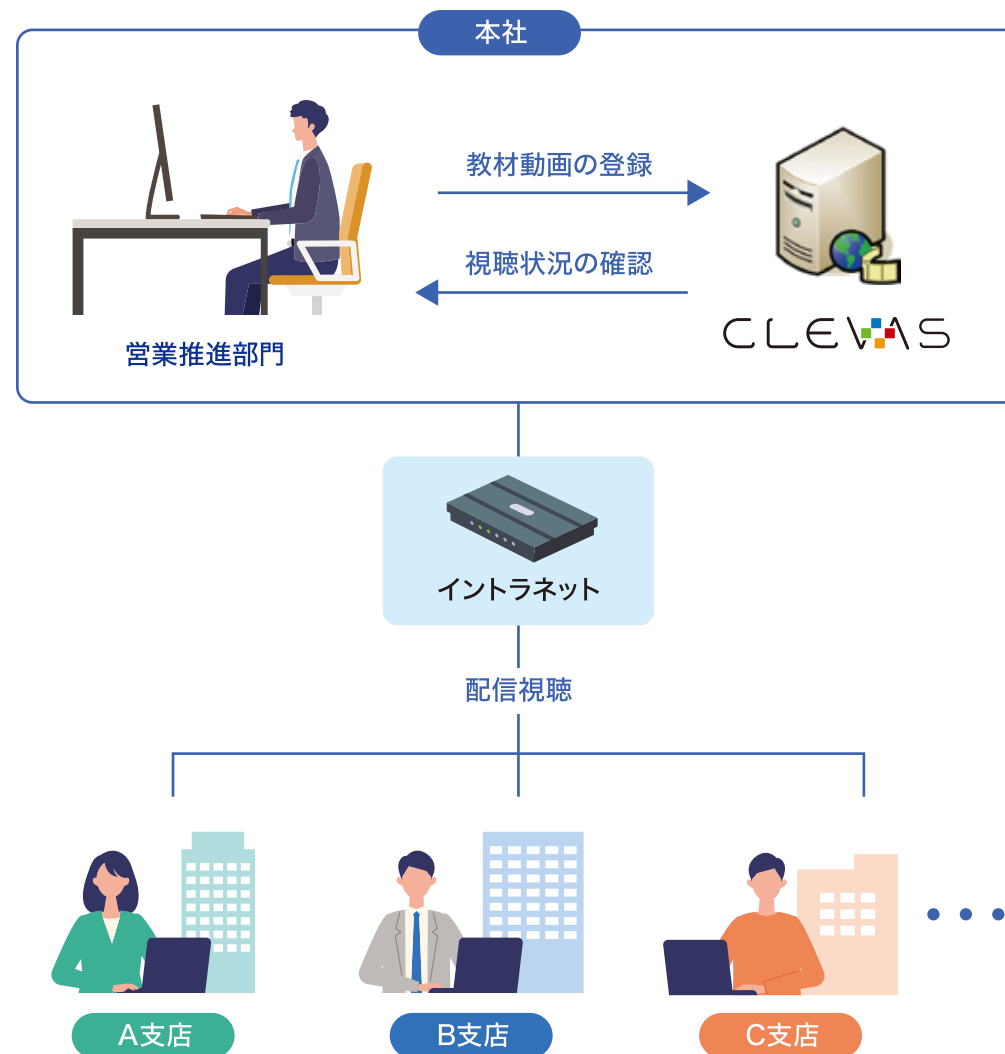 本社
教材動画の登録
視聴状況の確認
CLEVAS
営業推進部門
イントラネット
配信視聴
A支店
B支店
C支店